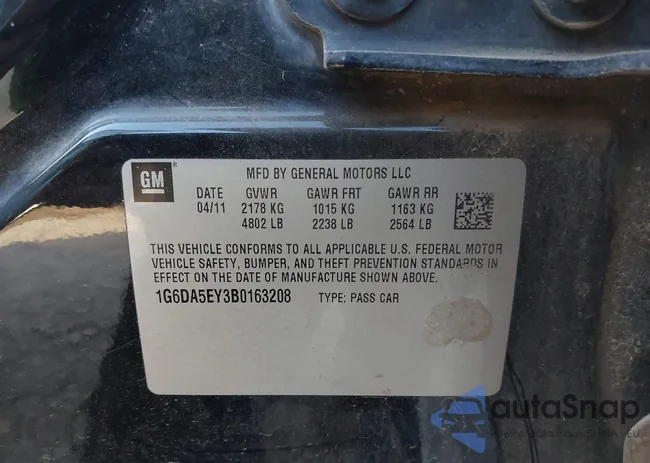 GM
MFD BY GENERAL MOTORS LLC
DATE GVWR GAWR FRT GAWR RR
04/11 2178 KG 1015 KG 1163 KG
4802 LB 2238 LB 2564 LB
THIS VEHICLE CONFORMS TO ALL APPLICABLE U.S. FEDERAL MOTOR
VEHICLE SAFETY, BUMPER, AND THEFT PREVENTION STANDARDS IN
EFFECT ON THE DATE OF MANUFACTURE SHOWN ABOVE.
1G6DA5EY3B0163208 TYPE: PASS CAR
autaSnap